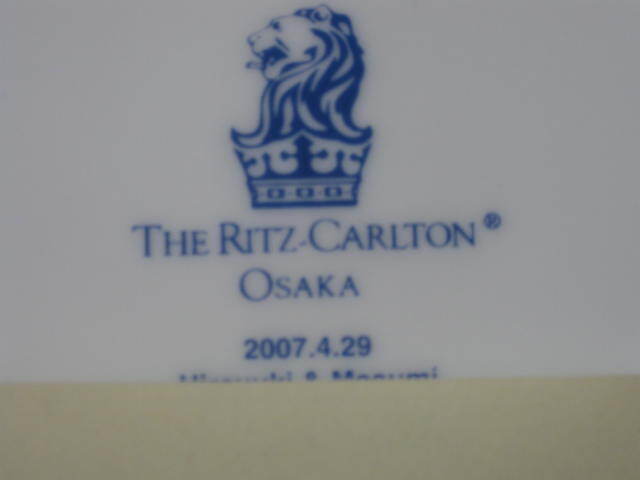 THE RITZ-CARLTON®
OSAKA
2007.4.29
&